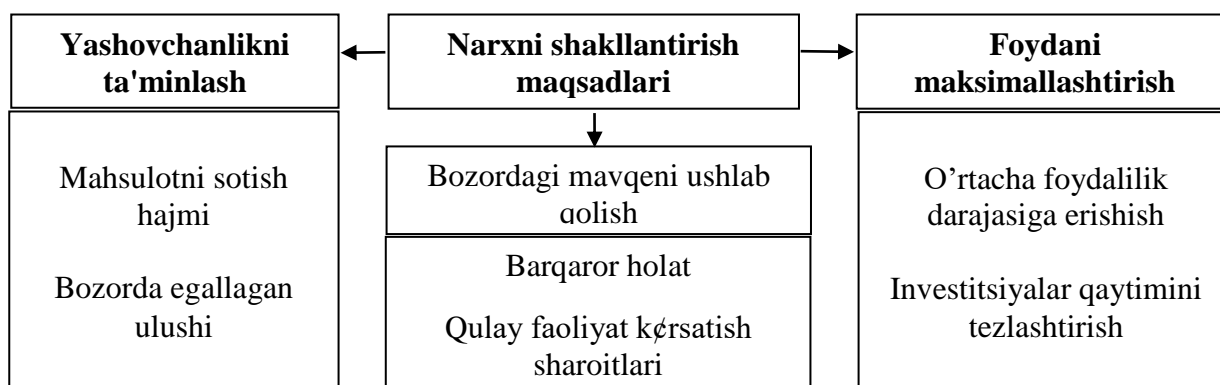 Yashovchanlikni
ta'minlash
Mahsulotni sotish
hajmi
Bozorda egallagan
ulushi
Narxni shakllantirish
maqsadlari
Bozordagi mavqeni ushlab
qolish
Barqaror holat
Qulay faoliyat k¢rsatish
sharoitlari
Foydani
maksimallashtirish
O’rtacha foydalilik
darajasiga erishish
Investitsiyalar qaytimini
tezlashtirish